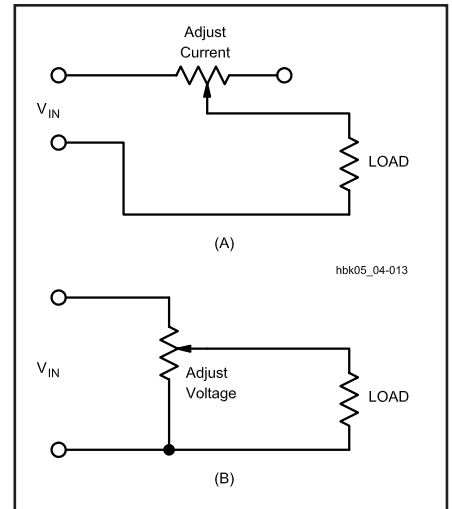 Adjust
Current
V IN
LOAD
(A)
hbk05_04-013
V IN
Adjust
Voltage
LOAD
(B)